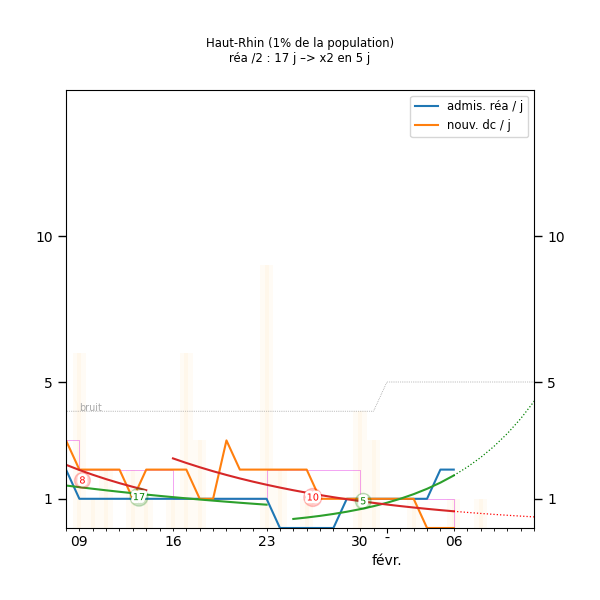 Haut-Rhin (1% de la population)
réa /2 : 17 j –> x2 en 5 j
admis. réa / j
nouv. dc / j
10
10
5
5
bruit
8
17
10
5
1
1
09
16
23
30
-
06
févr.